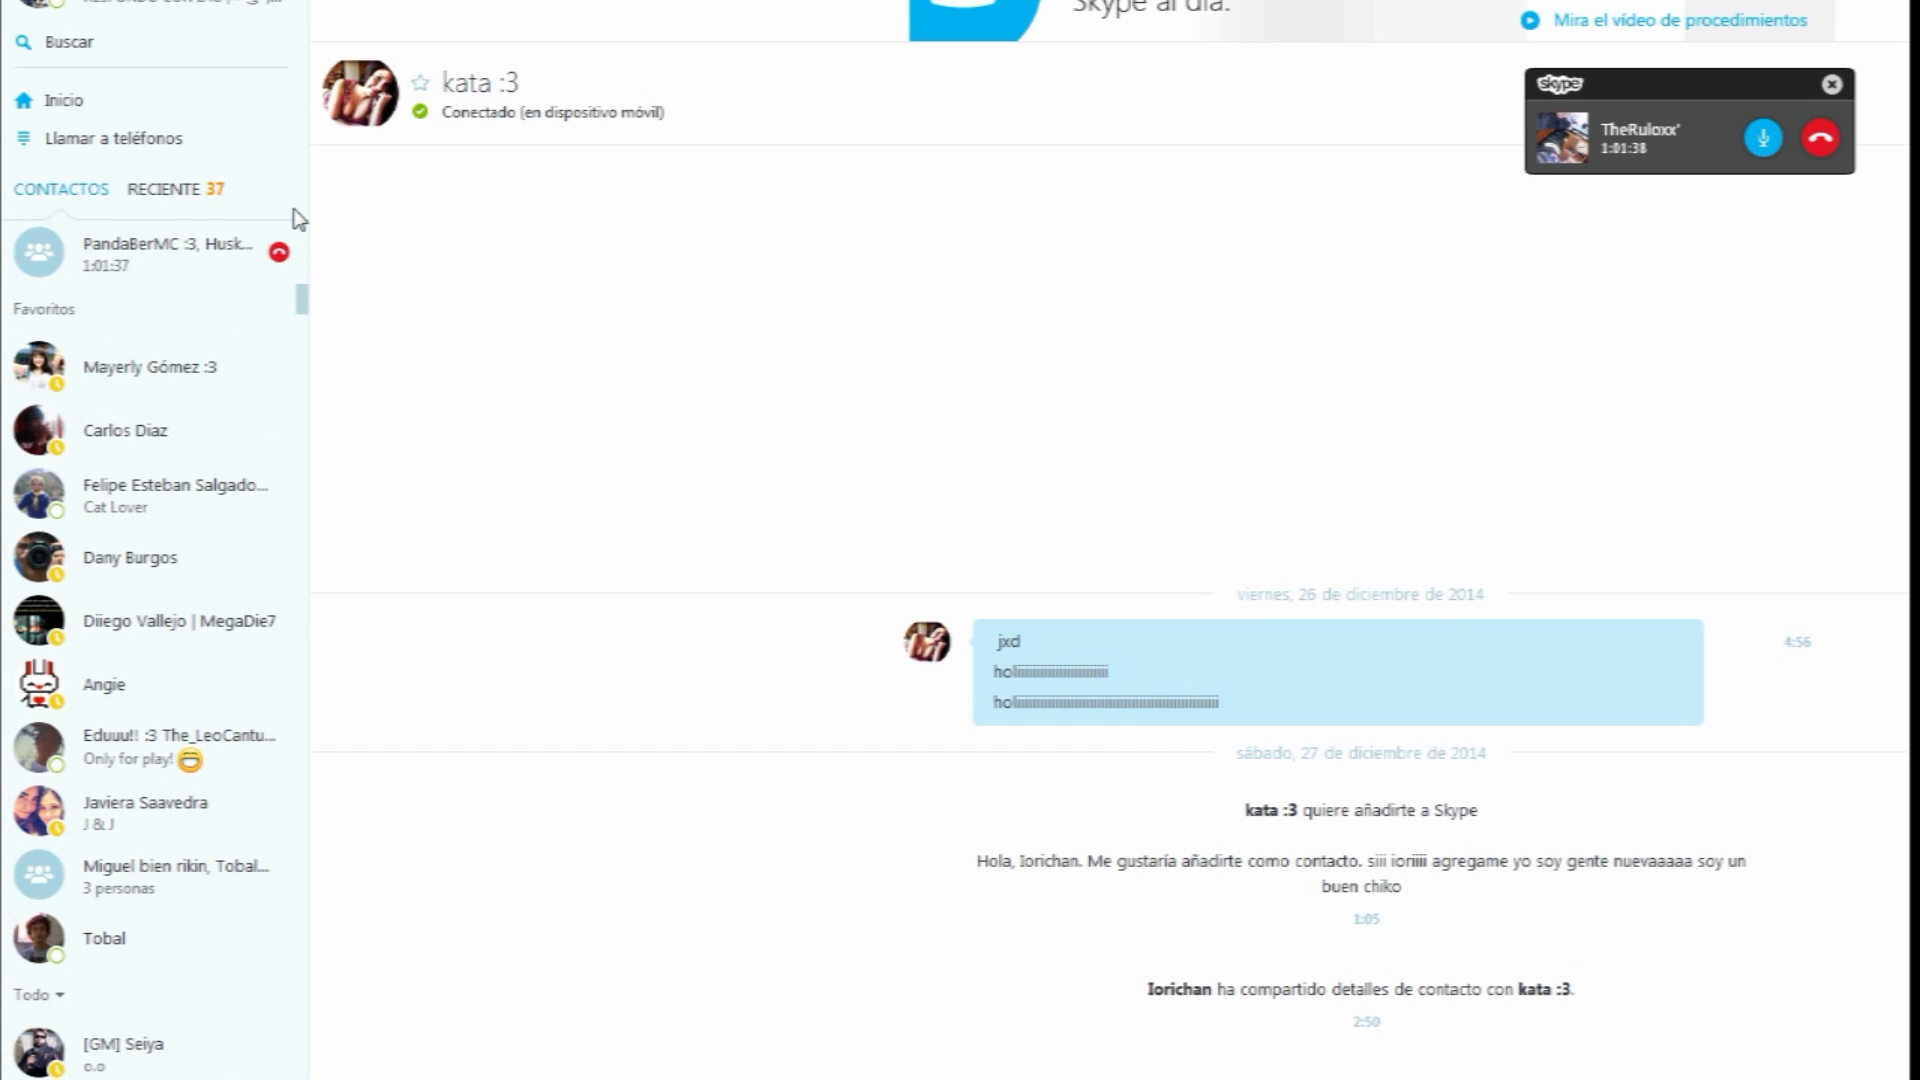 Skype al día.
Mira el vídeo de procedimientos
Buscar
Inicio
Llamar a teléfonos
CONTACTOS RECIENTE 37
PandaBerMC :3, Husk...
1:01:37
Favoritos
Mayerly Gómez :3
Carlos Diaz
Felipe Esteban Salgado...
Cat Lover
Dany Burgos
Diiego Vallejo | MegaDie7
Angie
Eduuu!! :3 The_LeoCantu...
Only for play!
Javiera Saavedra
J & J
Miguel bien rikin, Tobal...
3 personas
Tobal
Todo
[GM] Seiya
o.o
kata :3
Conectado (en dispositivo móvil)
skype
TheRuloxx'
1:01:38
viernes, 26 de diciembre de 2014
jxd
4:56
sábado, 27 de diciembre de 2014
kata :3 quiere añadirte a Skype
Hola, Iorichan. Me gustaría añadirte como contacto. siii ioriiii agregame yo soy gente nuevaaaaa soy un
buen chiko
1:05
Iorichan ha compartido detalles de contacto con kata :3.
2:50